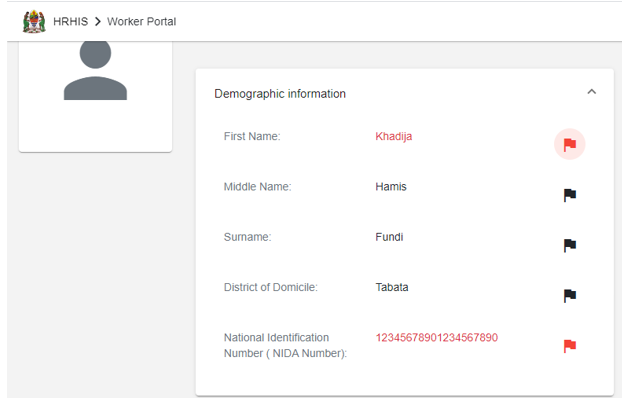 HRHIS > Worker Portal
Demographic information
First Name: Khadija
Middle Name: Hamis
Surname: Fundi
District of Domicile: Tabata
National Identification 12345678901234567890
Number ( NIDA Number):